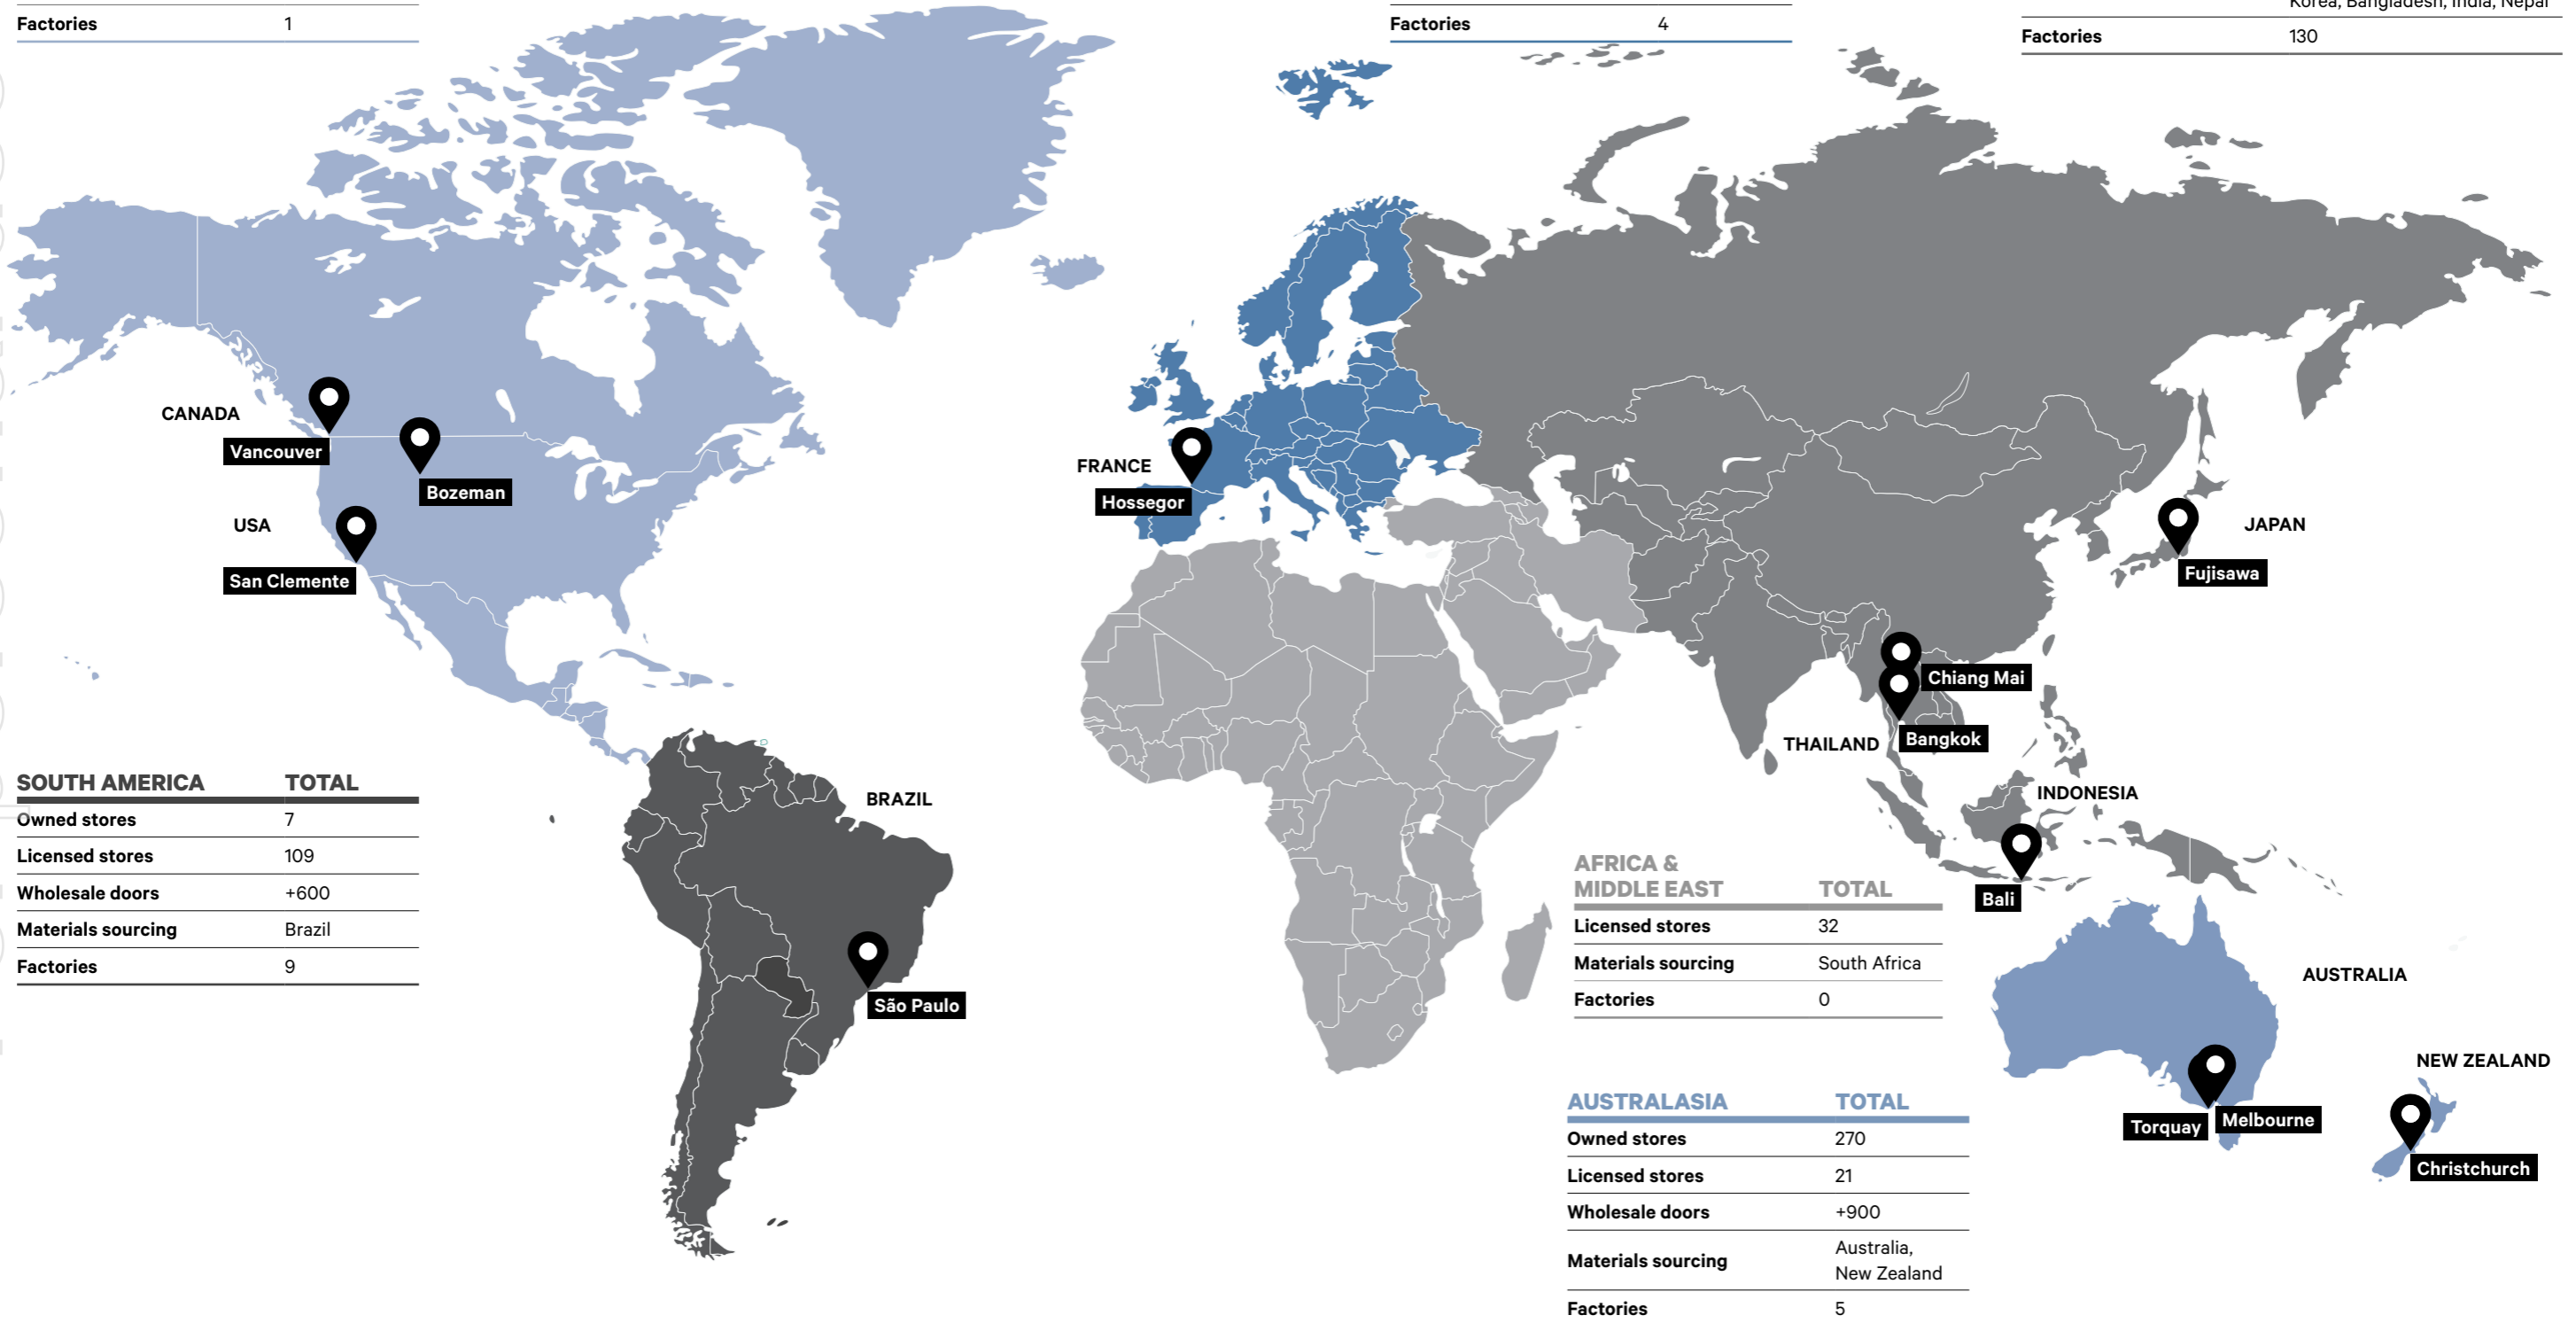 Factories 1
Factories 4
Korea, Bangladesh, India, Nepal
Factories 130
CANADA
Vancouver
Bozeman
USA
San Clemente
FRANCE
Hossegor
JAPAN
Fujisawa
Chiang Mai
THAILAND
Bangkok
INDONESIA
Bali
SOUTH AMERICA TOTAL
Owned stores 7
Licensed stores 109
Wholesale doors +600
Materials sourcing Brazil
Factories 9
BRAZIL
São Paulo
AFRICA &
MIDDLE EAST TOTAL
Licensed stores 32
Materials sourcing South Africa
Factories 0
AUSTRALIA
NEW ZEALAND
Torquay
Melbourne
Christchurch
AUSTRALASIA TOTAL
Owned stores 270
Licensed stores 21
Wholesale doors +900
Materials sourcing Australia,
New Zealand
Factories 5